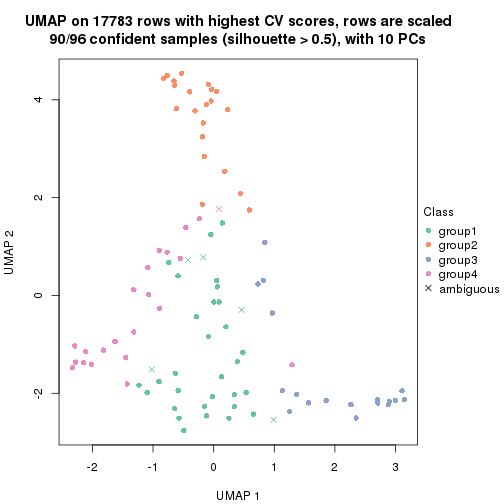 UMAP on 17783 rows with highest CV scores, rows are scaled
90/96 confident samples (silhouette > 0.5), with 10 PCs
4
2
0
-2
UMAP 2
-2
-1
0
1
2
3
UMAP 1
Class
group1
group2
group3
group4
ambiguous